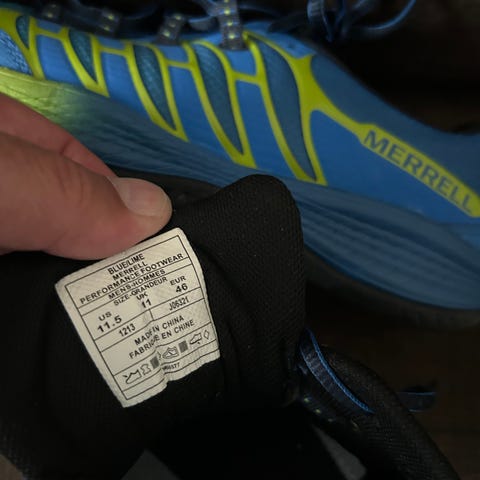 MERRELL
BLUE/LIME
MERRELL
PERFORMANCE FOOTWEAR
MENS-HOMMES
SIZE-GRANDEUR
US UK EUR
11.5 11 46
1213 J06321
MADE IN CHINA
FABRIQUÉ EN CHINE